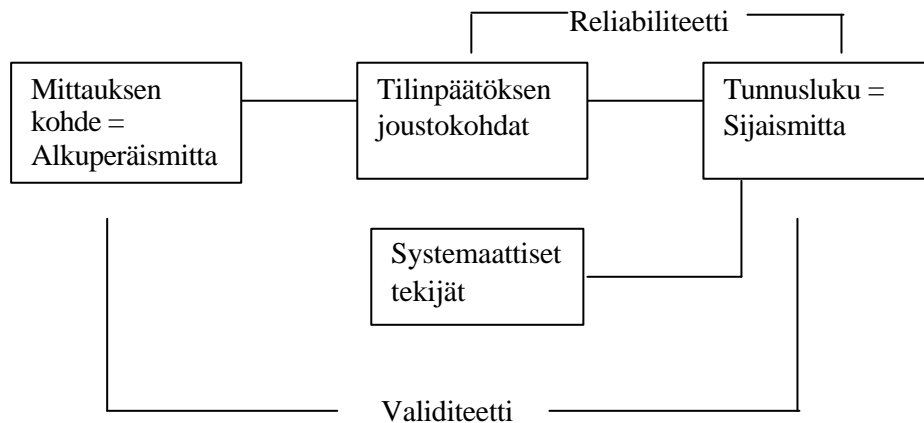 Reliabiliteetti
Mittauksen
kohde =
Alkuperäismitta
Tilinpäätöksen
joustokohdat
Tunnusluku =
Sijaismitta
Systemaattiset
tekijät
Validiteetti